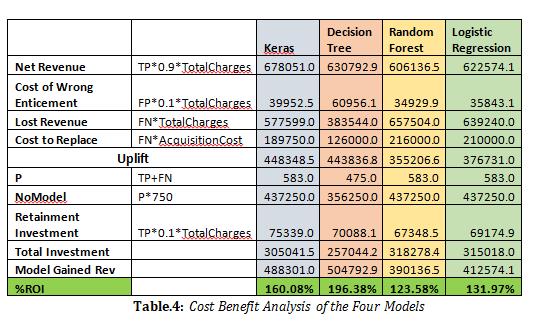 Keras Decision Tree Random Forest Logistic Regression
Net Revenue TP*0.9*TotalCharges 678051.0 630792.9 606136.5 622574.1
Cost of Wrong Enticement FP*0.1*TotalCharges 39952.5 60956.1 34929.9 35843.1
Lost Revenue FN*TotalCharges 577599.0 383544.0 657504.0 639240.0
Cost to Replace FN*AcquisitionCost 189750.0 126000.0 216000.0 210000.0
Uplift 448348.5 443836.8 355206.6 376731.0
P TP+FN 583.0 475.0 583.0 583.0
NoModel P*750 437250.0 356250.0 437250.0 437250.0
Retainment Investment TP*0.1*TotalCharges 75339.0 70088.1 67348.5 69174.9
Total Investment 305041.5 257044.2 318278.4 315018.0
Model Gained Rev 488301.0 504792.9 390136.5 412574.1
%ROI 160.08% 196.38% 123.58% 131.97%
Table.4: Cost Benefit Analysis of the Four Models